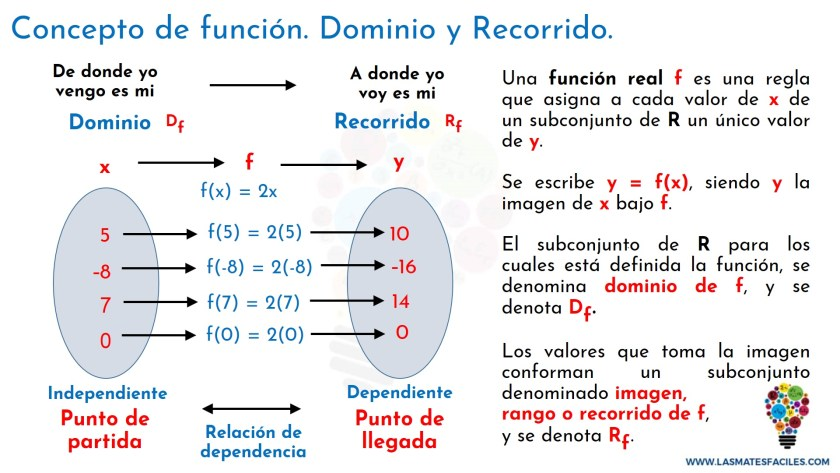 Concepto de función. Dominio y Recorrido.
De donde yo
vengo es mi
Dominio Df
A donde yo
voy es mi
Recorrido Rf
x
f
y
f(x) = 2x
5
f(5) = 2(5)
10
-8
f(-8) = 2(-8)
-16
7
f(7) = 2(7)
14
0
f(0) = 2(0)
0
Independiente
Punto de
partida
Relación de
dependencia
Dependiente
Punto de
llegada
Una función real f es una regla
que asigna a cada valor de x de
un subconjunto de R un único valor
de y.
Se escribe y = f(x), siendo y la
imagen de x bajo f.
El subconjunto de R para los
cuales está definida la función, se
denomina dominio de f, y se
denota Df.
Los valores que toma la imagen
conforman un subconjunto
denominado imagen,
rango o recorrido de f,
y se denota Rf.
WWW.LASMATESFACILES.COM